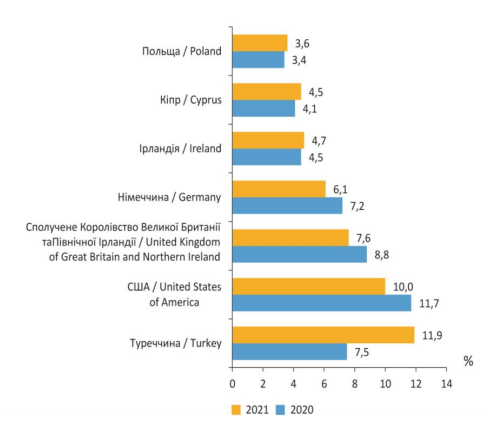 Польща / Poland
3,6
3,4
Кіпр / Cyprus
4,5
4,1
Ірландія / Ireland
4,7
4,5
Німеччина / Germany
6,1
7,2
Сполучене Королівство Великої Британії
таПівнічної Ірландії / United Kingdom
of Great Britain and Northern Ireland
7,6
8,8
США / United States
of America
10,0
11,7
Туреччина / Turkey
11,9
7,5
%
0 2 4 6 8 10 12 14
2021 2020